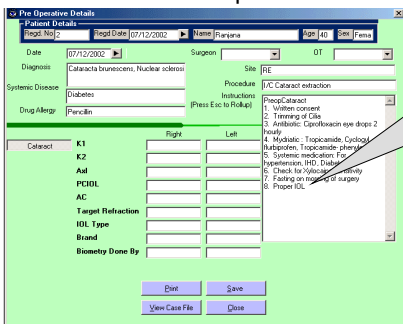 Pre Operative Details
Patient Details
Regd. No 2 Regd Date 07/12/2002 Name Ranjana Age 40 Sex Fema
Date 07/12/2002 Surgeon OT
Diagnosis Cataracta brunescens, Nuclear scleros Site RE
Systemic Disease Diabetes Procedure I/C Cataract extraction
Drug Allergy Pencillin
Instructions
(Press Esc to Rollup)
PreopCataract
1. Written consent
2. Trimming of Cilia
3. Antibiotic: Ciprofloxacin eye drops 2
hourly
4. Mydriatic : Tropicamide, Cyclogyl
flurbiprofen, Tropicamide-phenyle
5. Systemic medication: For
hypertension, IHD, Diabet
6. Check for Xylocain
7. Fasting on morning of surgery
8. Proper IOL
Right Left
Cataract K1
K2
Axl
PCIOL
AC
Target Refraction
IOL Type
Brand
Biometry Done By
Print Save
View Case File Close